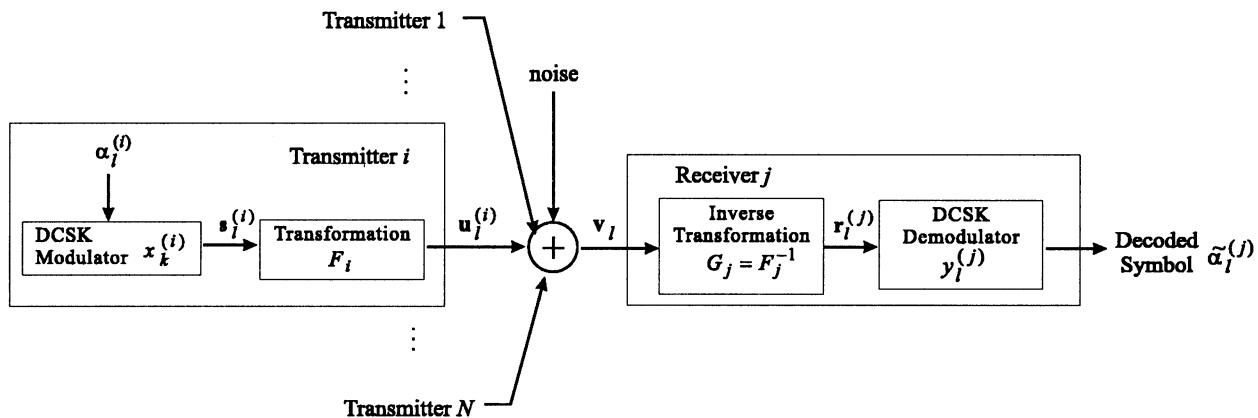 Transmitter 1
⋮
noise
α_l^(i)
Transmitter i
DCSK
Modulator x_k^(i)
s_l^(i)
Transformation
F_i
u_l^(i)
+
v_l
Receiver j
Inverse
Transformation
G_j = F_j^-1
r_l^(j)
DCSK
Demodulator
y_l^(j)
Decoded
Symbol α̃_l^(j)
⋮
Transmitter N